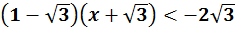 (1 − √3)(x + √3) < −2√3